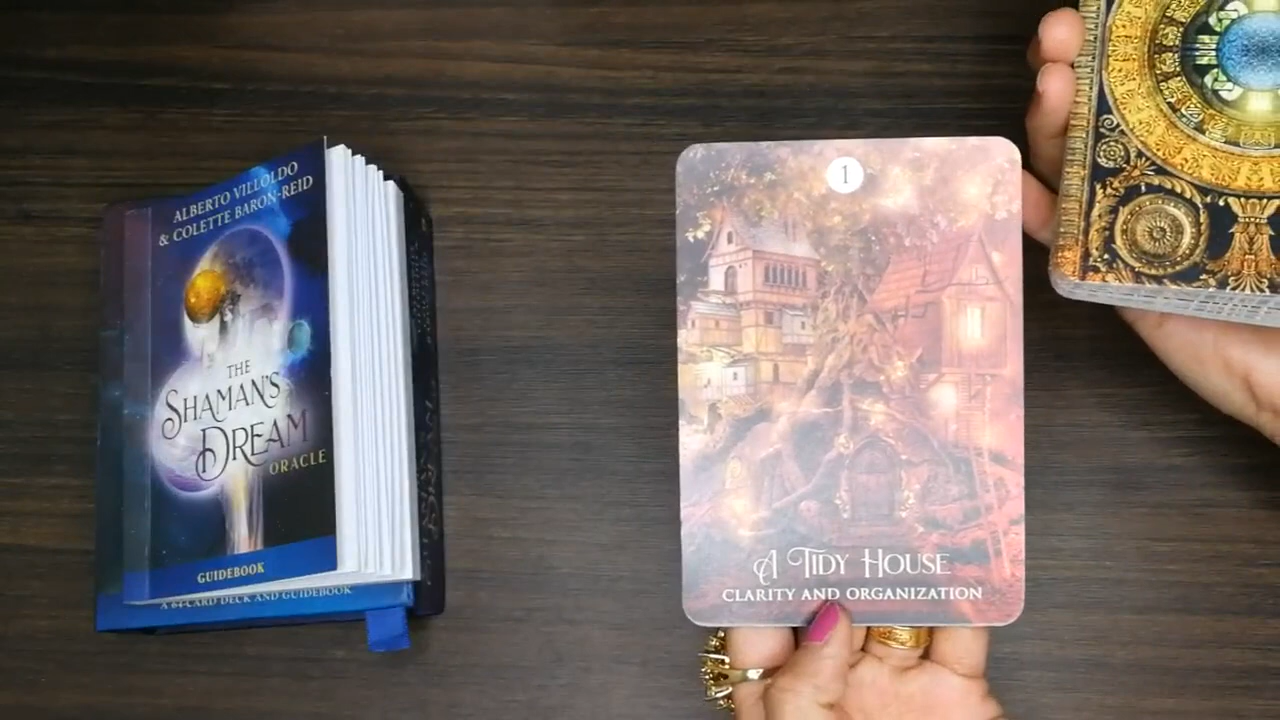 ALBERTO VILLOLDO
& COLETTE BARON-REID
THE
SHAMAN'S
DREAM
ORACLE
GUIDEBOOK
A 64-CARD DECK AND GUIDEBOOK
1
A TIDY HOUSE
CLARITY AND ORGANIZATION